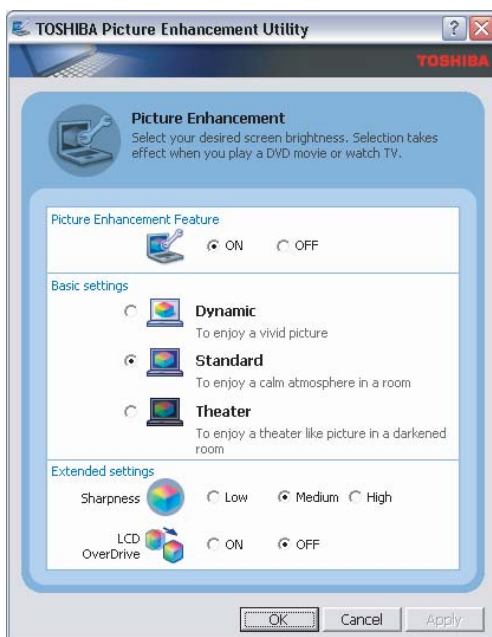 TOSHIBA Picture Enhancement Utility
TOSHIBA
Picture Enhancement
Select your desired screen brightness. Selection takes
effect when you play a DVD movie or watch TV.
Picture Enhancement Feature
ON OFF
Basic settings
Dynamic
To enjoy a vivid picture
Standard
To enjoy a calm atmosphere in a room
Theater
To enjoy a theater like picture in a darkened
room
Extended settings
Sharpness Low Medium High
LCD
OverDrive ON OFF
OK Cancel Apply